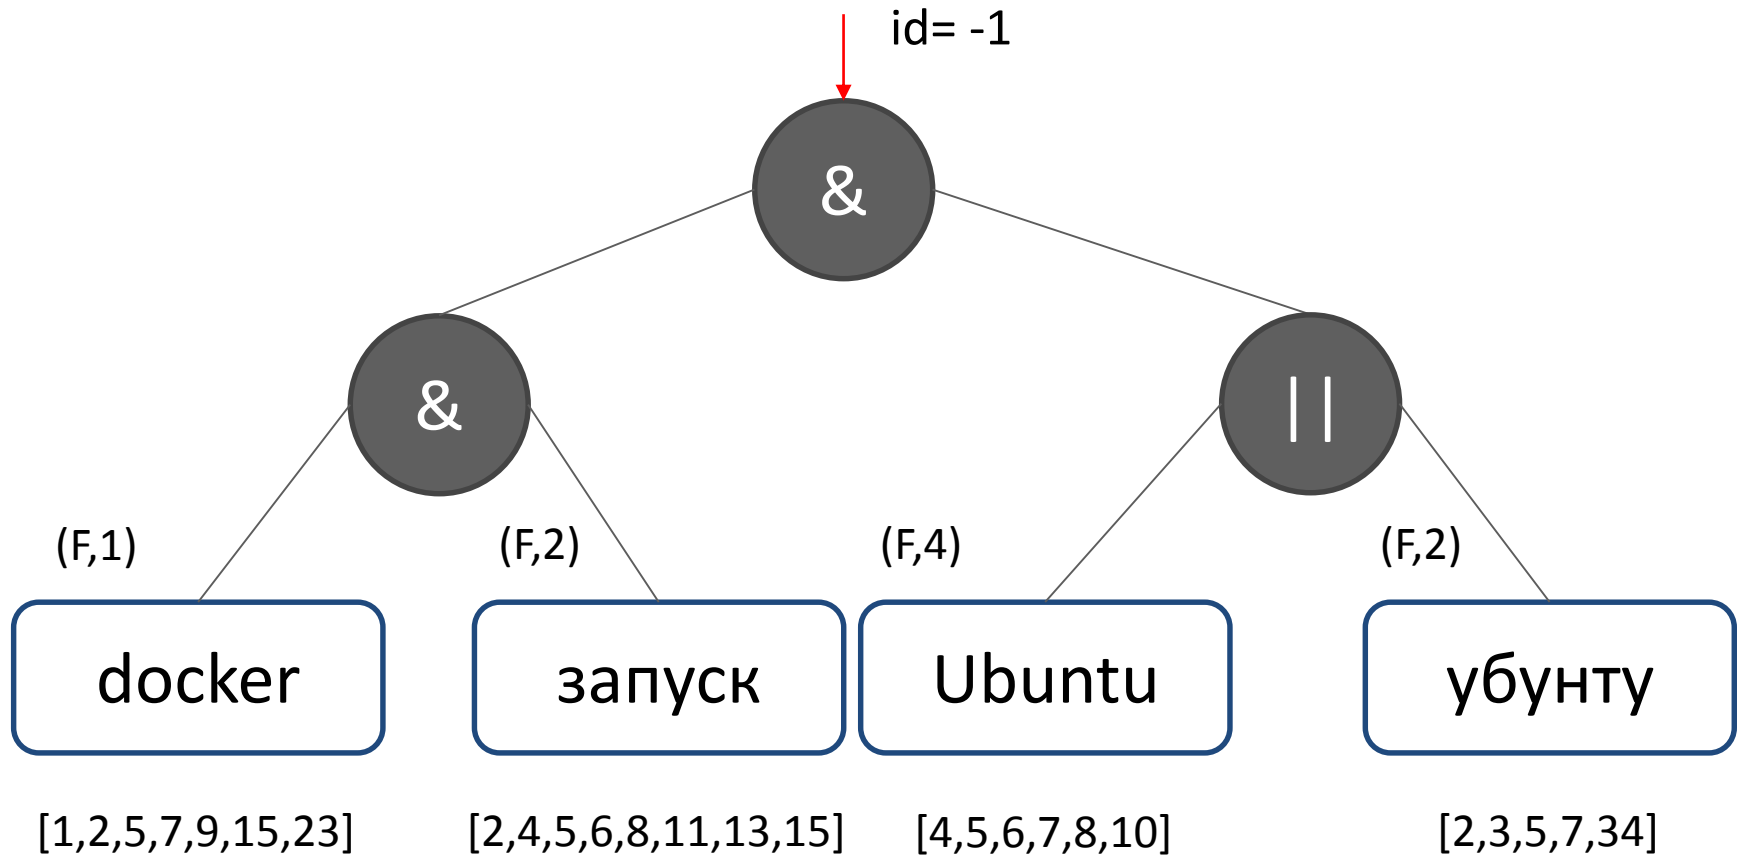 id= -1
&
&
||
(F,1)
(F,2)
(F,4)
(F,2)
docker
запуск
Ubuntu
убунту
[1,2,5,7,9,15,23]
[2,4,5,6,8,11,13,15]
[4,5,6,7,8,10]
[2,3,5,7,34]